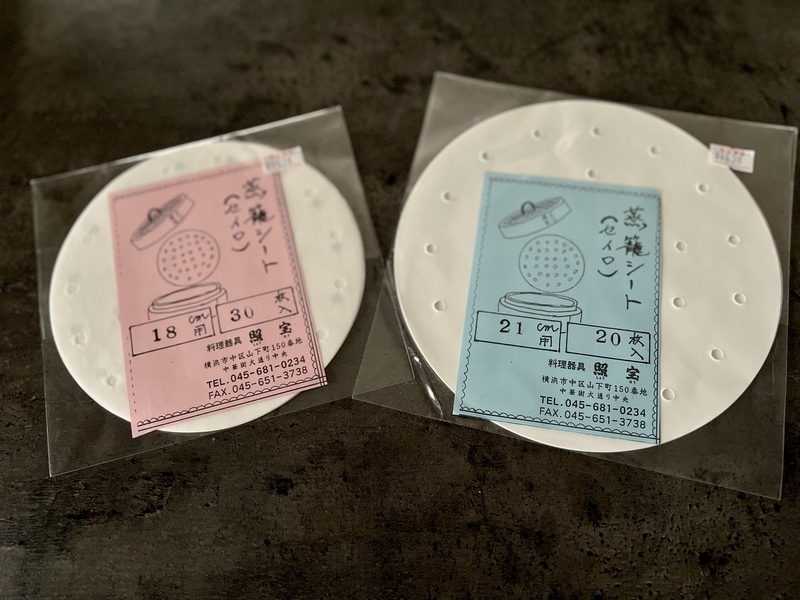 蒸籠シート
(セイロ)
18 cm用
30 枚入
料理器具 照宝
横浜市中区山下町150番地
中華街大通り中央
TEL.045-681-0234
FAX.045-651-3738
蒸籠シート
(セイロ)
21 cm用
20 枚入
料理器具 照宝
横浜市中区山下町150番地
中華街大通り中央
TEL.045-681-0234
FAX.045-651-3738